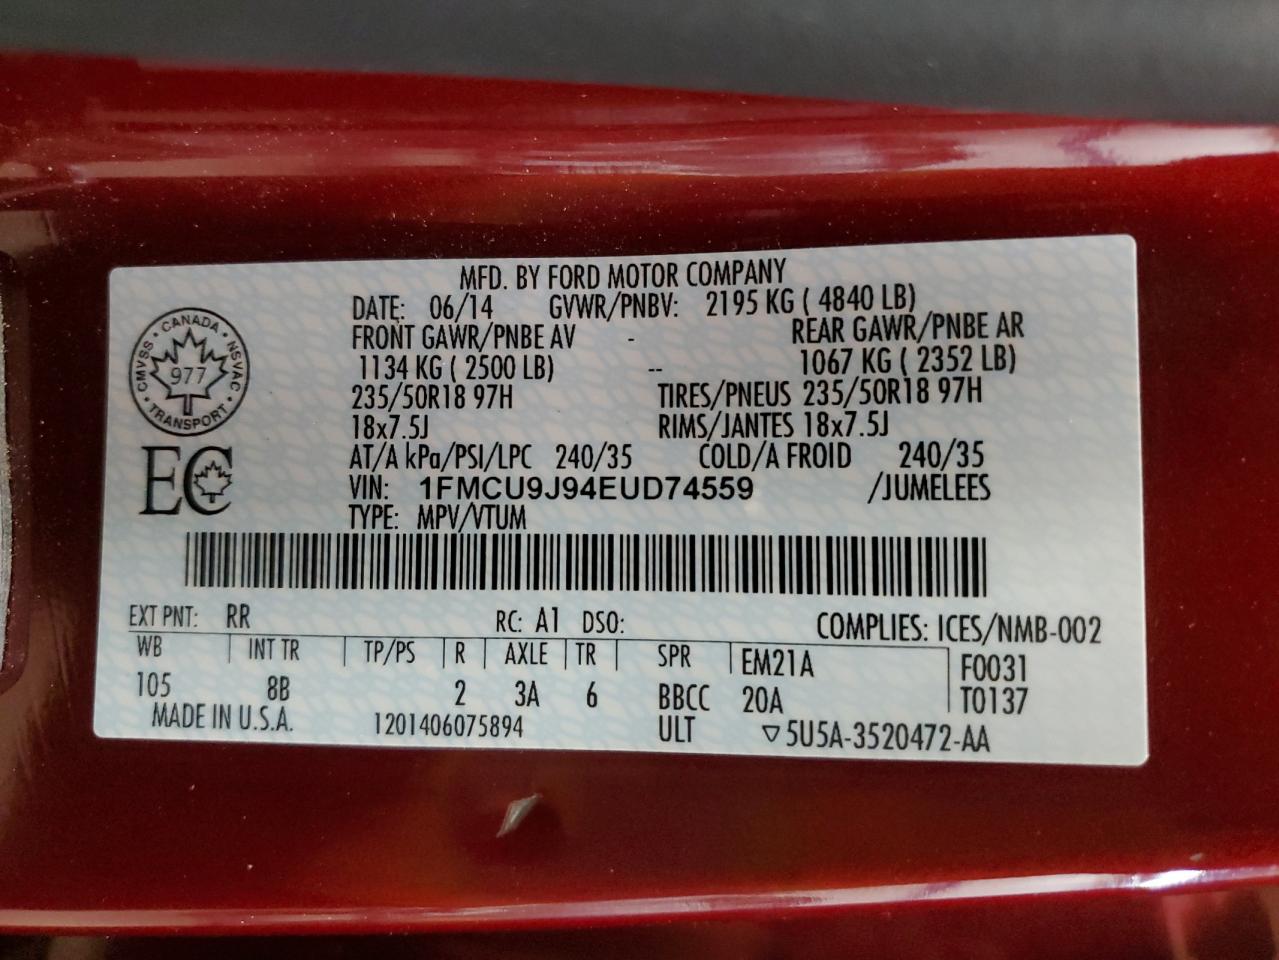 MFD. BY FORD MOTOR COMPANY
DATE: 06/14 GVWR/PNBV: 2195 KG ( 4840 LB)
FRONT GAWR/PNBE AV - REAR GAWR/PNBE AR
1134 KG ( 2500 LB) -- 1067 KG ( 2352 LB)
235/50R18 97H TIRES/PNEUS 235/50R18 97H
18x7.5J RIMS/JANTES 18x7.5J
AT/A kPa/PSI/LPC 240/35 COLD/A FROID 240/35
VIN: 1FMCU9J94EUD74559 /JUMELEES
TYPE: MPV/VTUM
CANADA
CMVSS · NSVAC
977
TRANSPORT
EC
EXT PNT: RR RC: A1 DSO: COMPLIES: ICES/NMB-002
WB | INT TR | TP/PS | R | AXLE | TR | SPR EM21A F0031
105 8B 2 3A 6 BBCC 20A T0137
MADE IN U.S.A. 1201406075894 ULT ▽5U5A-3520472-AA